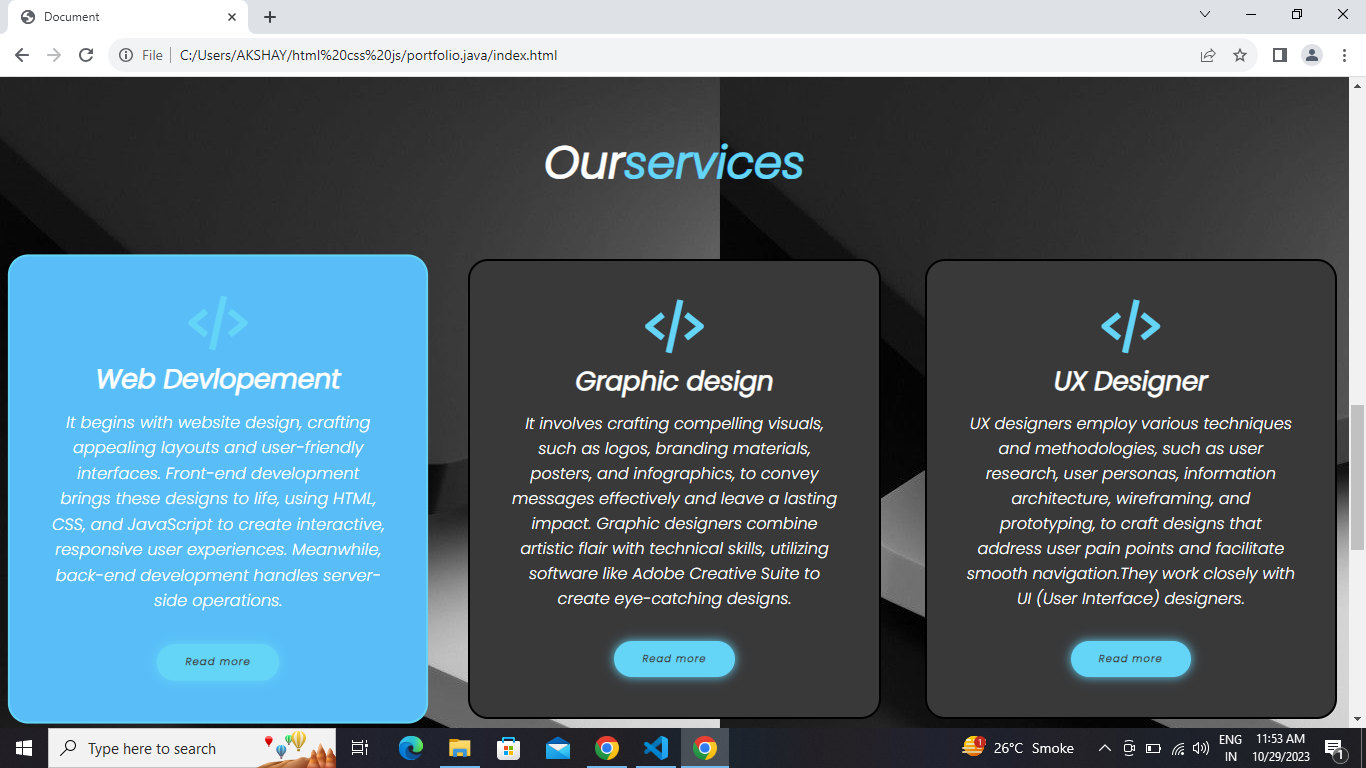 Document
File
C:/Users/AKSHAY/html%20css%20js/portfolio.java/index.html
Ourservices
</>
Web Devlopement
It begins with website design, crafting
appealing layouts and user-friendly
interfaces. Front-end development
brings these designs to life, using HTML,
CSS, and JavaScript to create interactive,
responsive user experiences. Meanwhile,
back-end development handles server-
side operations.
Read more
</>
Graphic design
It involves crafting compelling visuals,
such as logos, branding materials,
posters, and infographics, to convey
messages effectively and leave a lasting
impact. Graphic designers combine
artistic flair with technical skills, utilizing
software like Adobe Creative Suite to
create eye-catching designs.
Read more
</>
UX Designer
UX designers employ various techniques
and methodologies, such as user
research, user personas, information
architecture, wireframing, and
prototyping, to craft designs that
address user pain points and facilitate
smooth navigation.They work closely with
UI (User Interface) designers.
Read more
Type here to search
1
26°C Smoke
ENG
IN
11:53 AM
10/29/2023
1